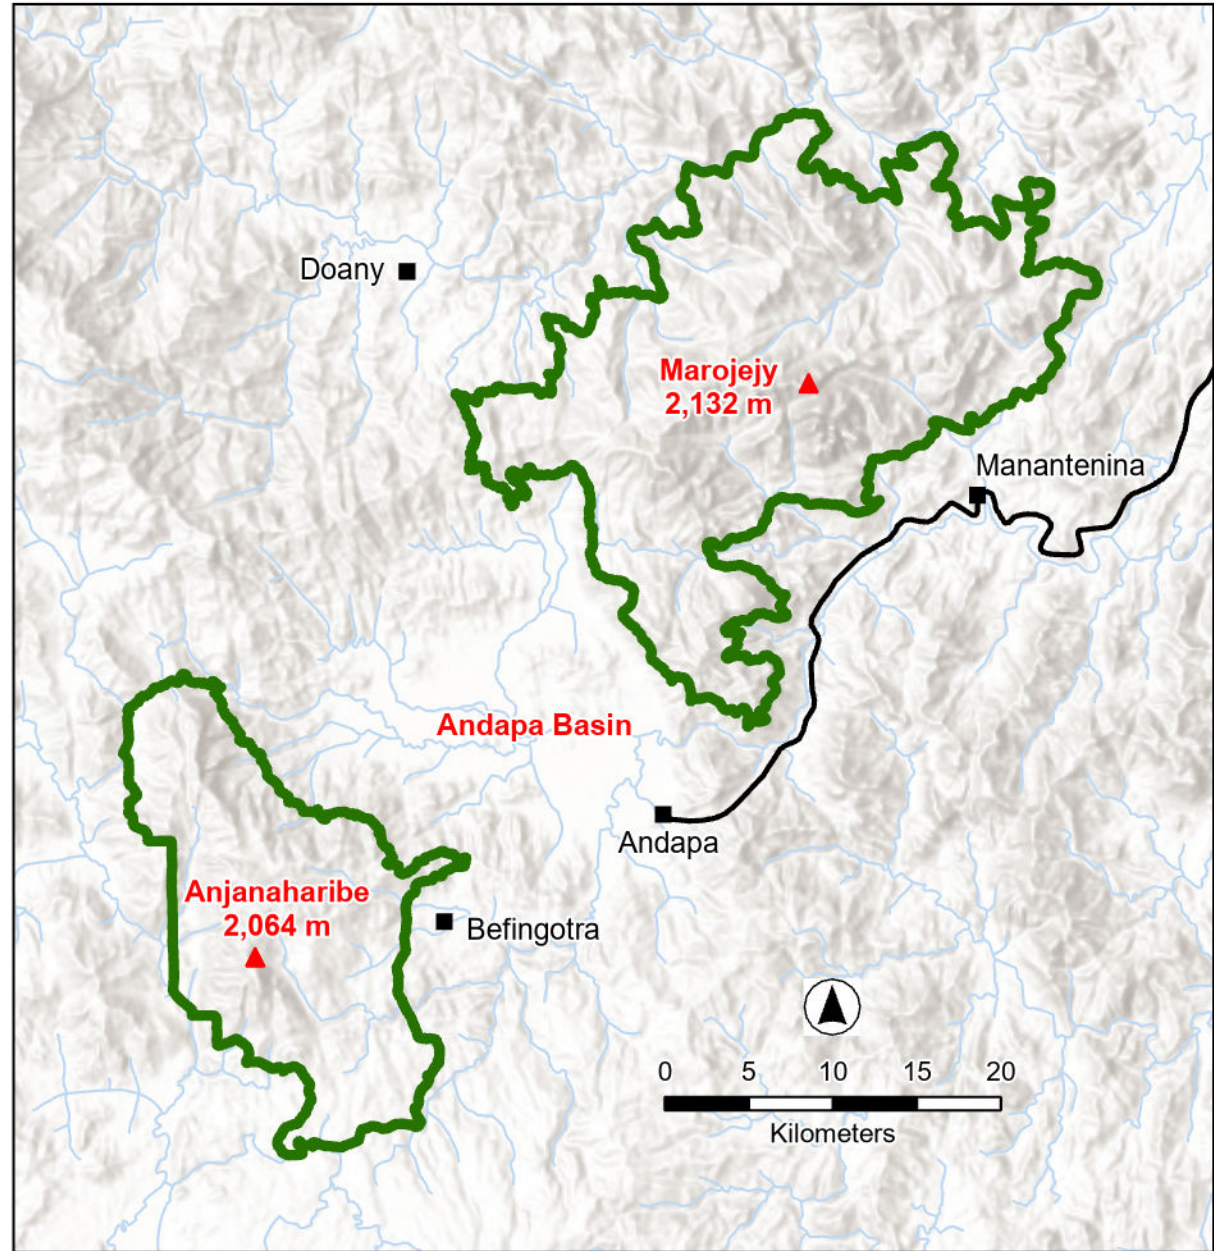 Doany
Marojejy
2,132 m
Manantenina
Andapa Basin
Andapa
Anjanaharibe
2,064 m
Befingotra
0 5 10 15 20
Kilometers